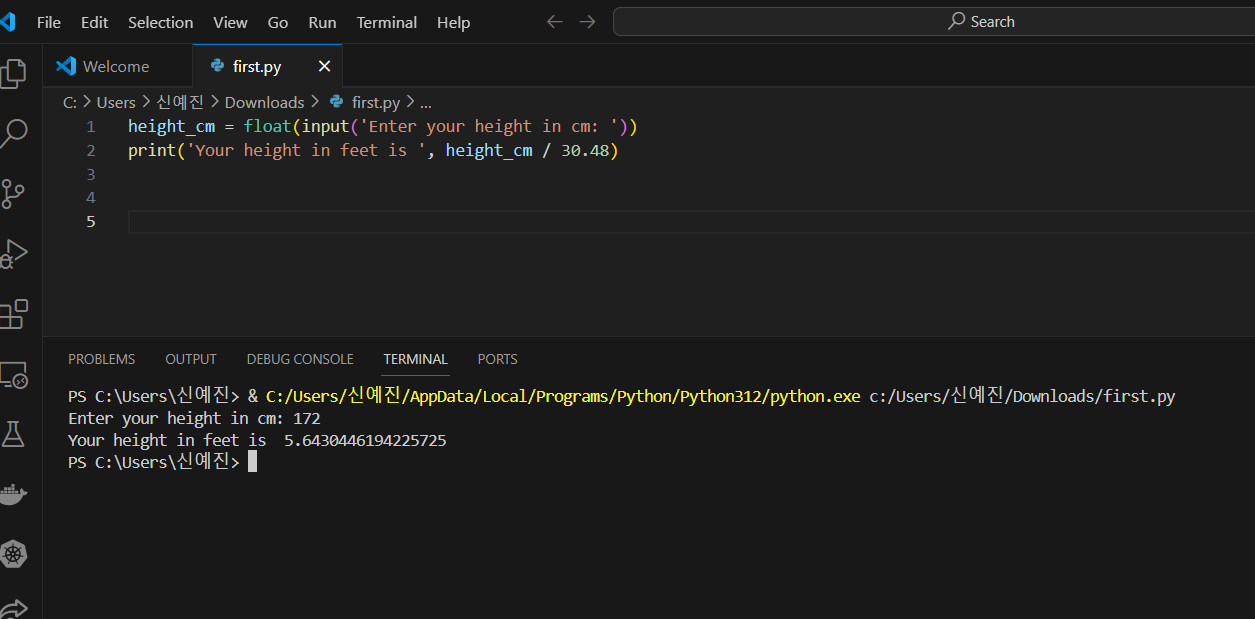 File Edit Selection View Go Run Terminal Help Search
Welcome first.py
C: > Users > 신예진 > Downloads > first.py > ...
1 height_cm = float(input('Enter your height in cm: '))
2 print('Your height in feet is ', height_cm / 30.48)
3
4
5
PROBLEMS OUTPUT DEBUG CONSOLE TERMINAL PORTS
PS C:\Users\신예진> & C:/Users/신예진/AppData/Local/Programs/Python/Python312/python.exe c:/Users/신예진/Downloads/first.py
Enter your height in cm: 172
Your height in feet is  5.6430446194225725
PS C:\Users\신예진>